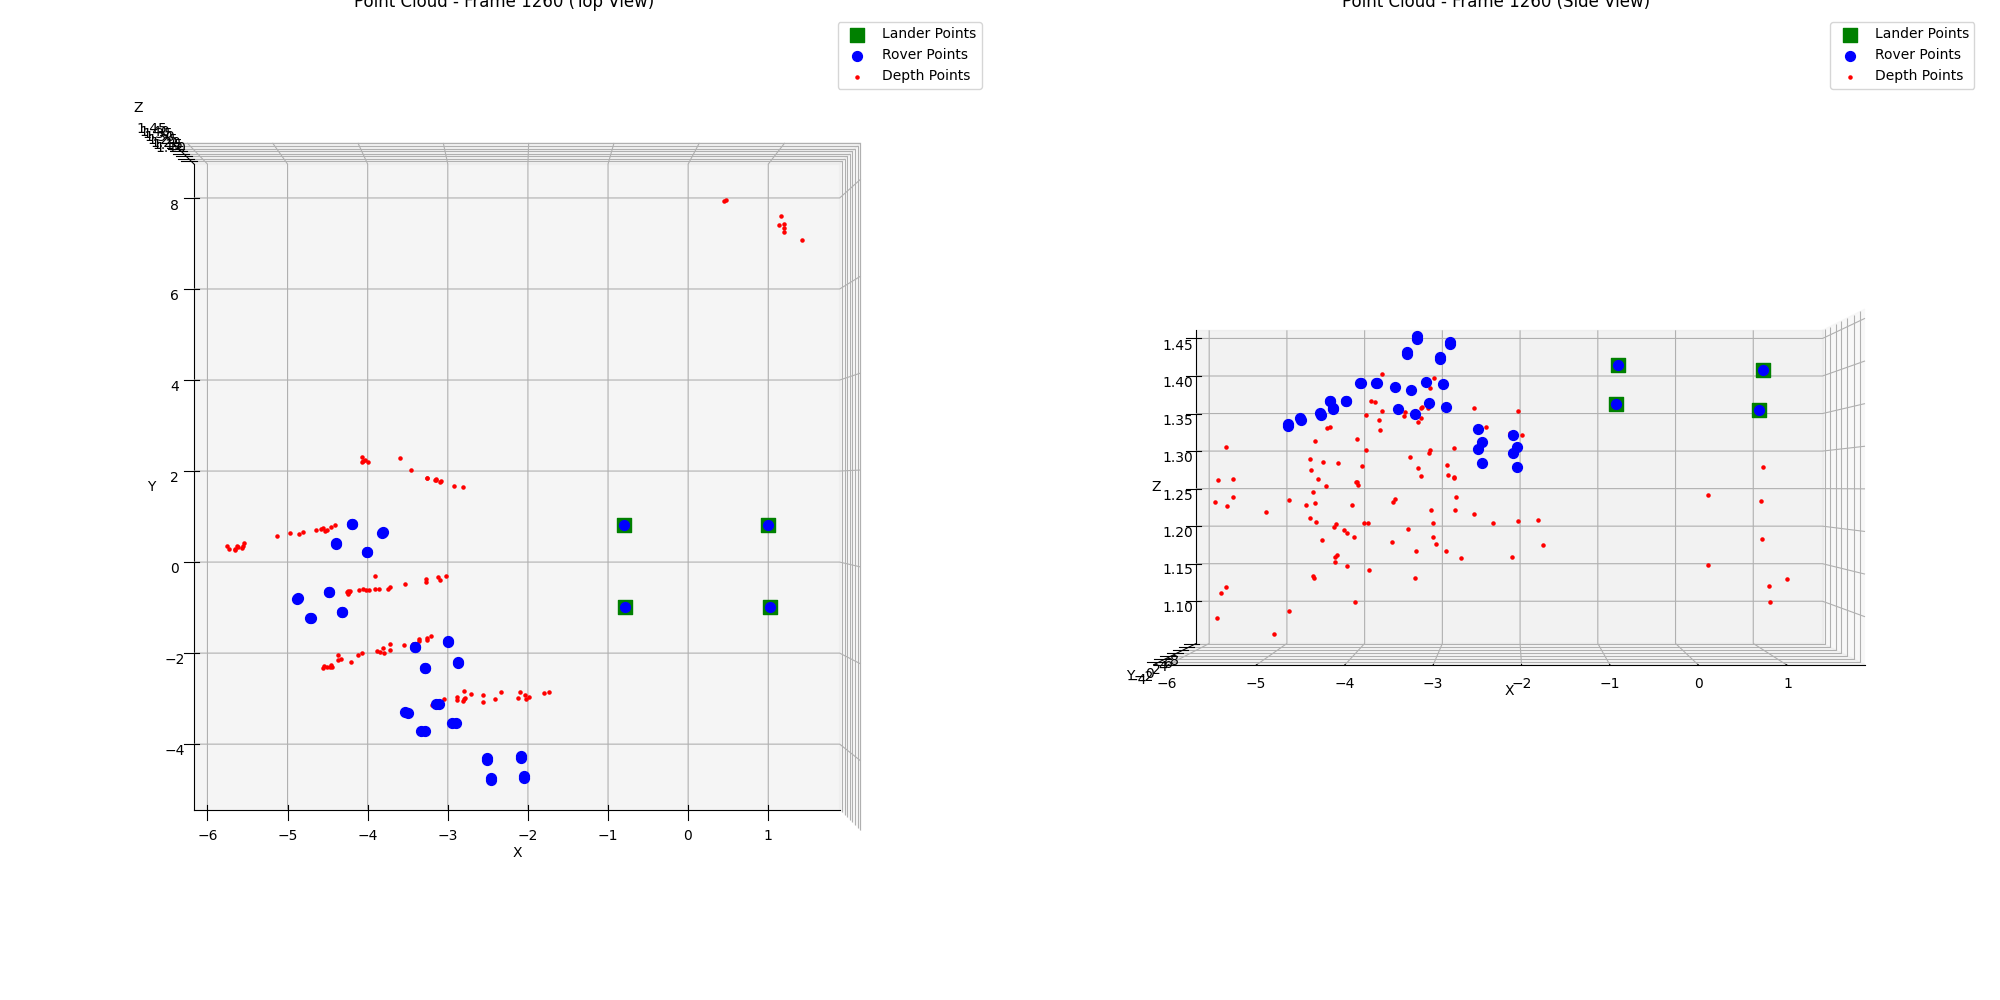 Point Cloud - Frame 1260 (Top View)
Lander Points
Rover Points
Depth Points
Z
8
6
4
2
0
−2
−4
Y
−6
−5
−4
−3
−2
−1
0
1
X
Point Cloud - Frame 1260 (Side View)
Lander Points
Rover Points
Depth Points
1.45
1.40
1.35
1.30
1.25
1.20
1.15
1.10
Z
Y
−6
−5
−4
−3
−2
−1
0
1
X